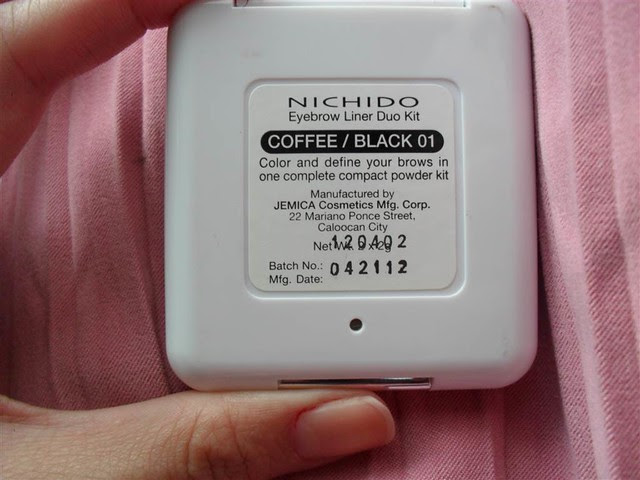 NICHIDO
Eyebrow Liner Duo Kit
COFFEE / BLACK 01
Color and define your brows in
one complete compact powder kit
Manufactured by
JEMICA Cosmetics Mfg. Corp.
22 Mariano Ponce Street,
Caloocan City
120402
Net Wt. 2 x 2g
Batch No.: 042112
Mfg. Date: